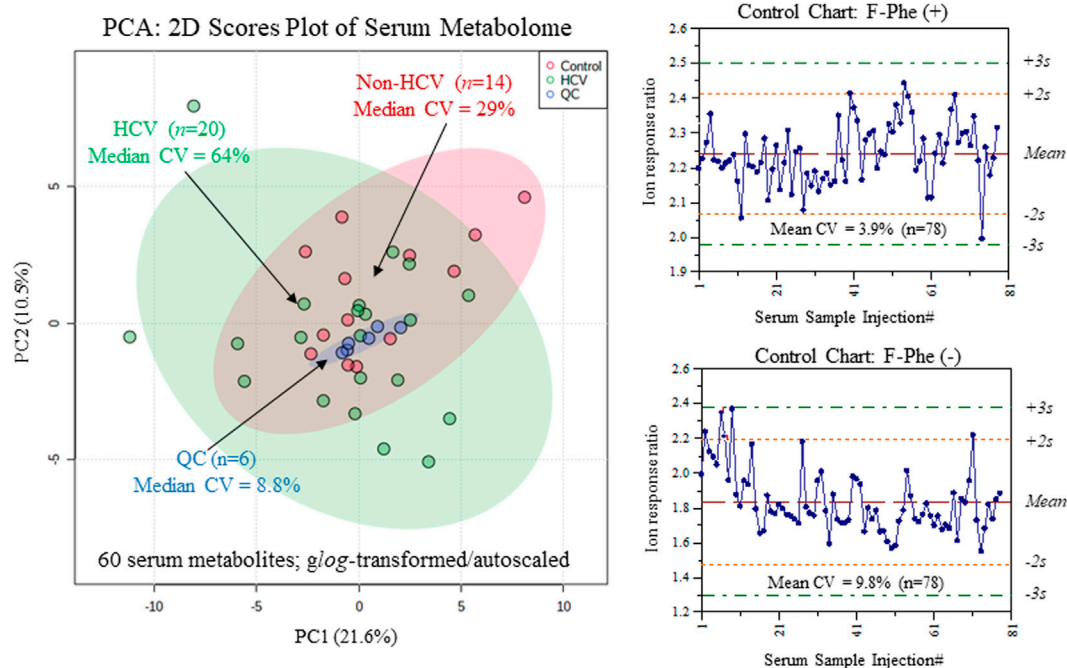 PCA: 2D Scores Plot of Serum Metabolome
Control
HCV
QC
Non-HCV (n=14)
Median CV = 29%
HCV (n=20)
Median CV = 64%
QC (n=6)
Median CV = 8.8%
60 serum metabolites; glog-transformed/autoscaled
PC2 (10.5%)
5
0
-5
-10
-5
0
5
10
PC1 (21.6%)
Control Chart: F-Phe (+)
Ion response ratio
2.6
2.5
2.4
2.3
2.2
2.1
2.0
1.9
+3s
+2s
Mean
-2s
-3s
Mean CV = 3.9% (n=78)
1
21
41
61
81
Serum Sample Injection#
Control Chart: F-Phe (-)
Ion response ratio
2.6
2.4
2.2
2.0
1.8
1.6
1.4
1.2
+3s
+2s
Mean
-2s
-3s
Mean CV = 9.8% (n=78)
1
21
41
61
81
Serum Sample Injection#